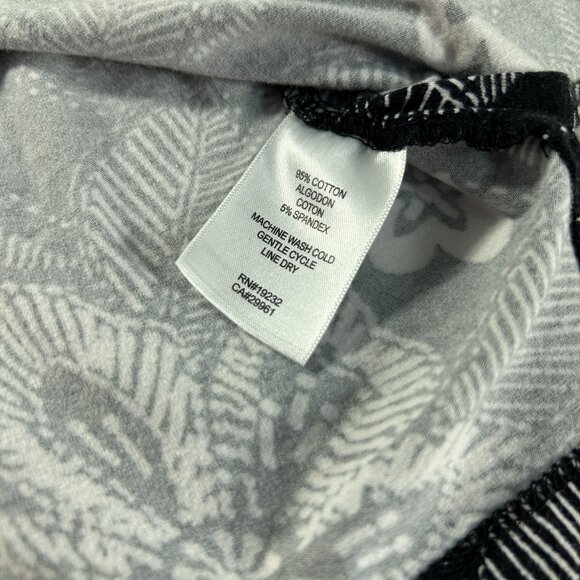 95% COTTON
ALGODON
COTON
5% SPANDEX
MACHINE WASH COLD
GENTLE CYCLE
LINE DRY
RN#19232
CA#29961